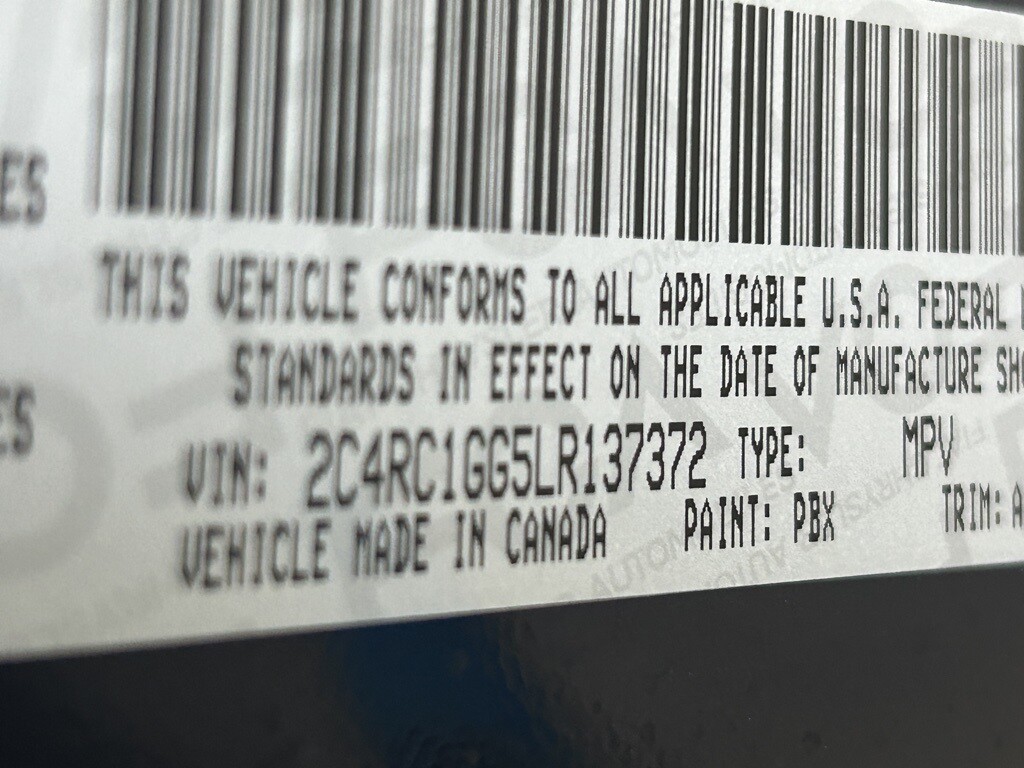 ES
THIS VEHICLE CONFORMS TO ALL APPLICABLE U.S.A. FEDERAL
STANDARDS IN EFFECT ON THE DATE OF MANUFACTURE SHO
ES
VIN: 2C4RC1GG5LR137372 TYPE: MPV
VEHICLE MADE IN CANADA PAINT: PBX TRIM: A